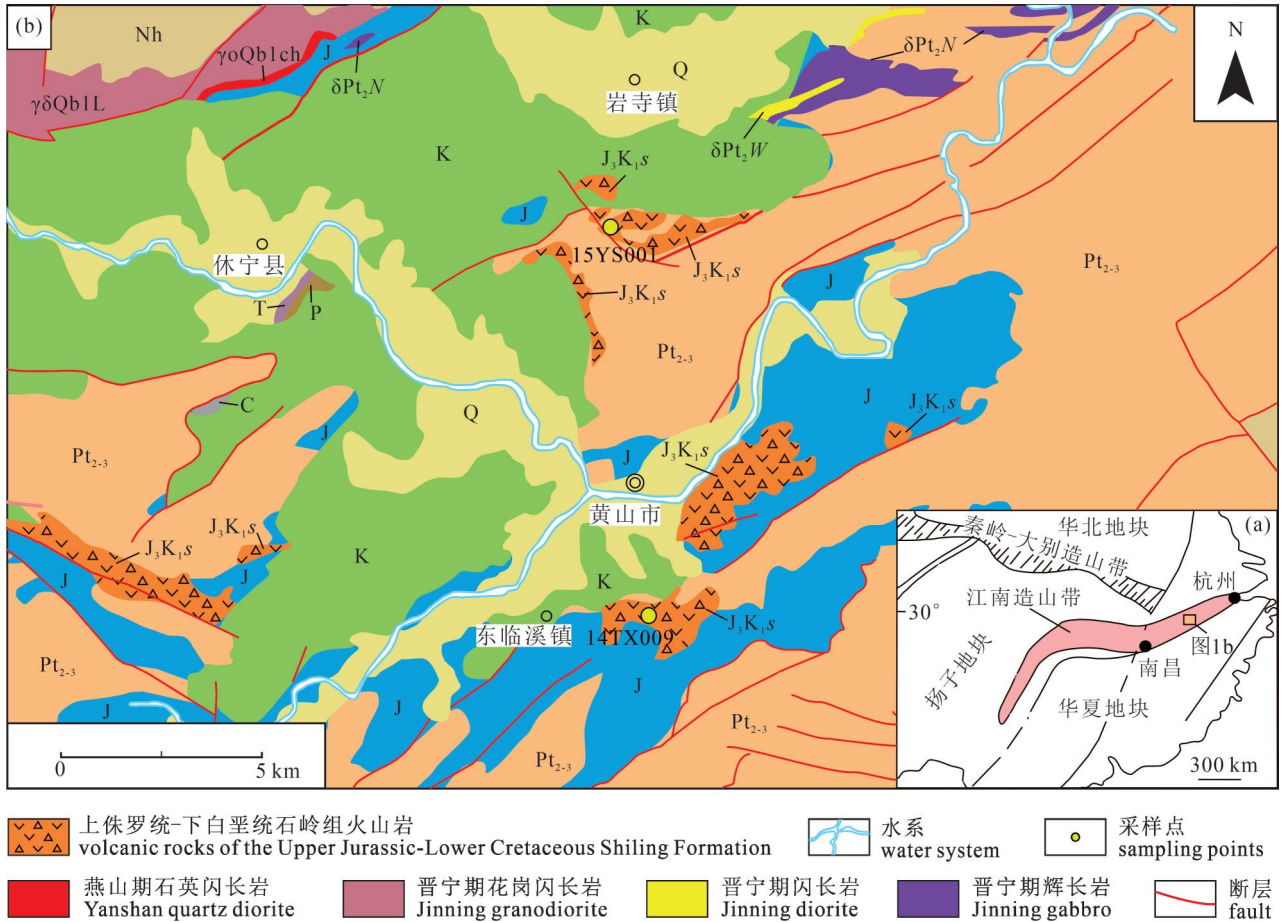 (b)
Nh
K
N
γoQb1ch
J
δPt₂N
δPt₂N
Q
岩寺镇
γδQb1L
K
δPt₂W
J₃K₁s
J
15YS001
J₃K₁s
休宁县
J₃K₁s
J
Pt₂₋₃
T
P
Pt₂₋₃
C
Q
J
J
J₃K₁s
Pt₂₋₃
J
J₃K₁s
黄山市
J₃K₁s
J₃K₁s
J
J
K
K
东临溪镇
14TX009
J₃K₁s
Pt₂₋₃
J
J
J
Pt₂₋₃
Pt₂₋₃
0
5 km
(a)
秦岭-大别造山带
华北地块
杭州
30°
江南造山带
图1b
南昌
扬子地块
华夏地块
300 km
上侏罗统-下白垩统石岭组火山岩
volcanic rocks of the Upper Jurassic-Lower Cretaceous Shiling Formation
水系
water system
采样点
sampling points
燕山期石英闪长岩
Yanshan quartz diorite
晋宁期花岗闪长岩
Jinning granodiorite
晋宁期闪长岩
Jinning diorite
晋宁期辉长岩
Jinning gabbro
断层
fault